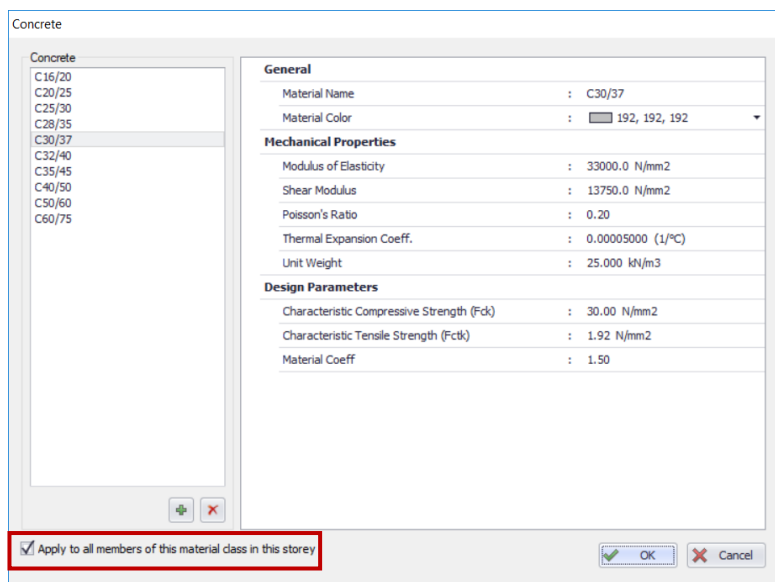 Concrete
Concrete
C16/20
C20/25
C25/30
C28/35
C30/37
C32/40
C35/45
C40/50
C50/60
C60/75
General
Material Name : C30/37
Material Color : 192, 192, 192
Mechanical Properties
Modulus of Elasticity : 33000.0 N/mm2
Shear Modulus : 13750.0 N/mm2
Poisson's Ratio : 0.20
Thermal Expansion Coeff. : 0.00005000 (1/°C)
Unit Weight : 25.000 kN/m3
Design Parameters
Characteristic Compressive Strength (Fck) : 30.00 N/mm2
Characteristic Tensile Strength (Fctk) : 1.92 N/mm2
Material Coeff : 1.50
Apply to all members of this material class in this storey
OK
Cancel